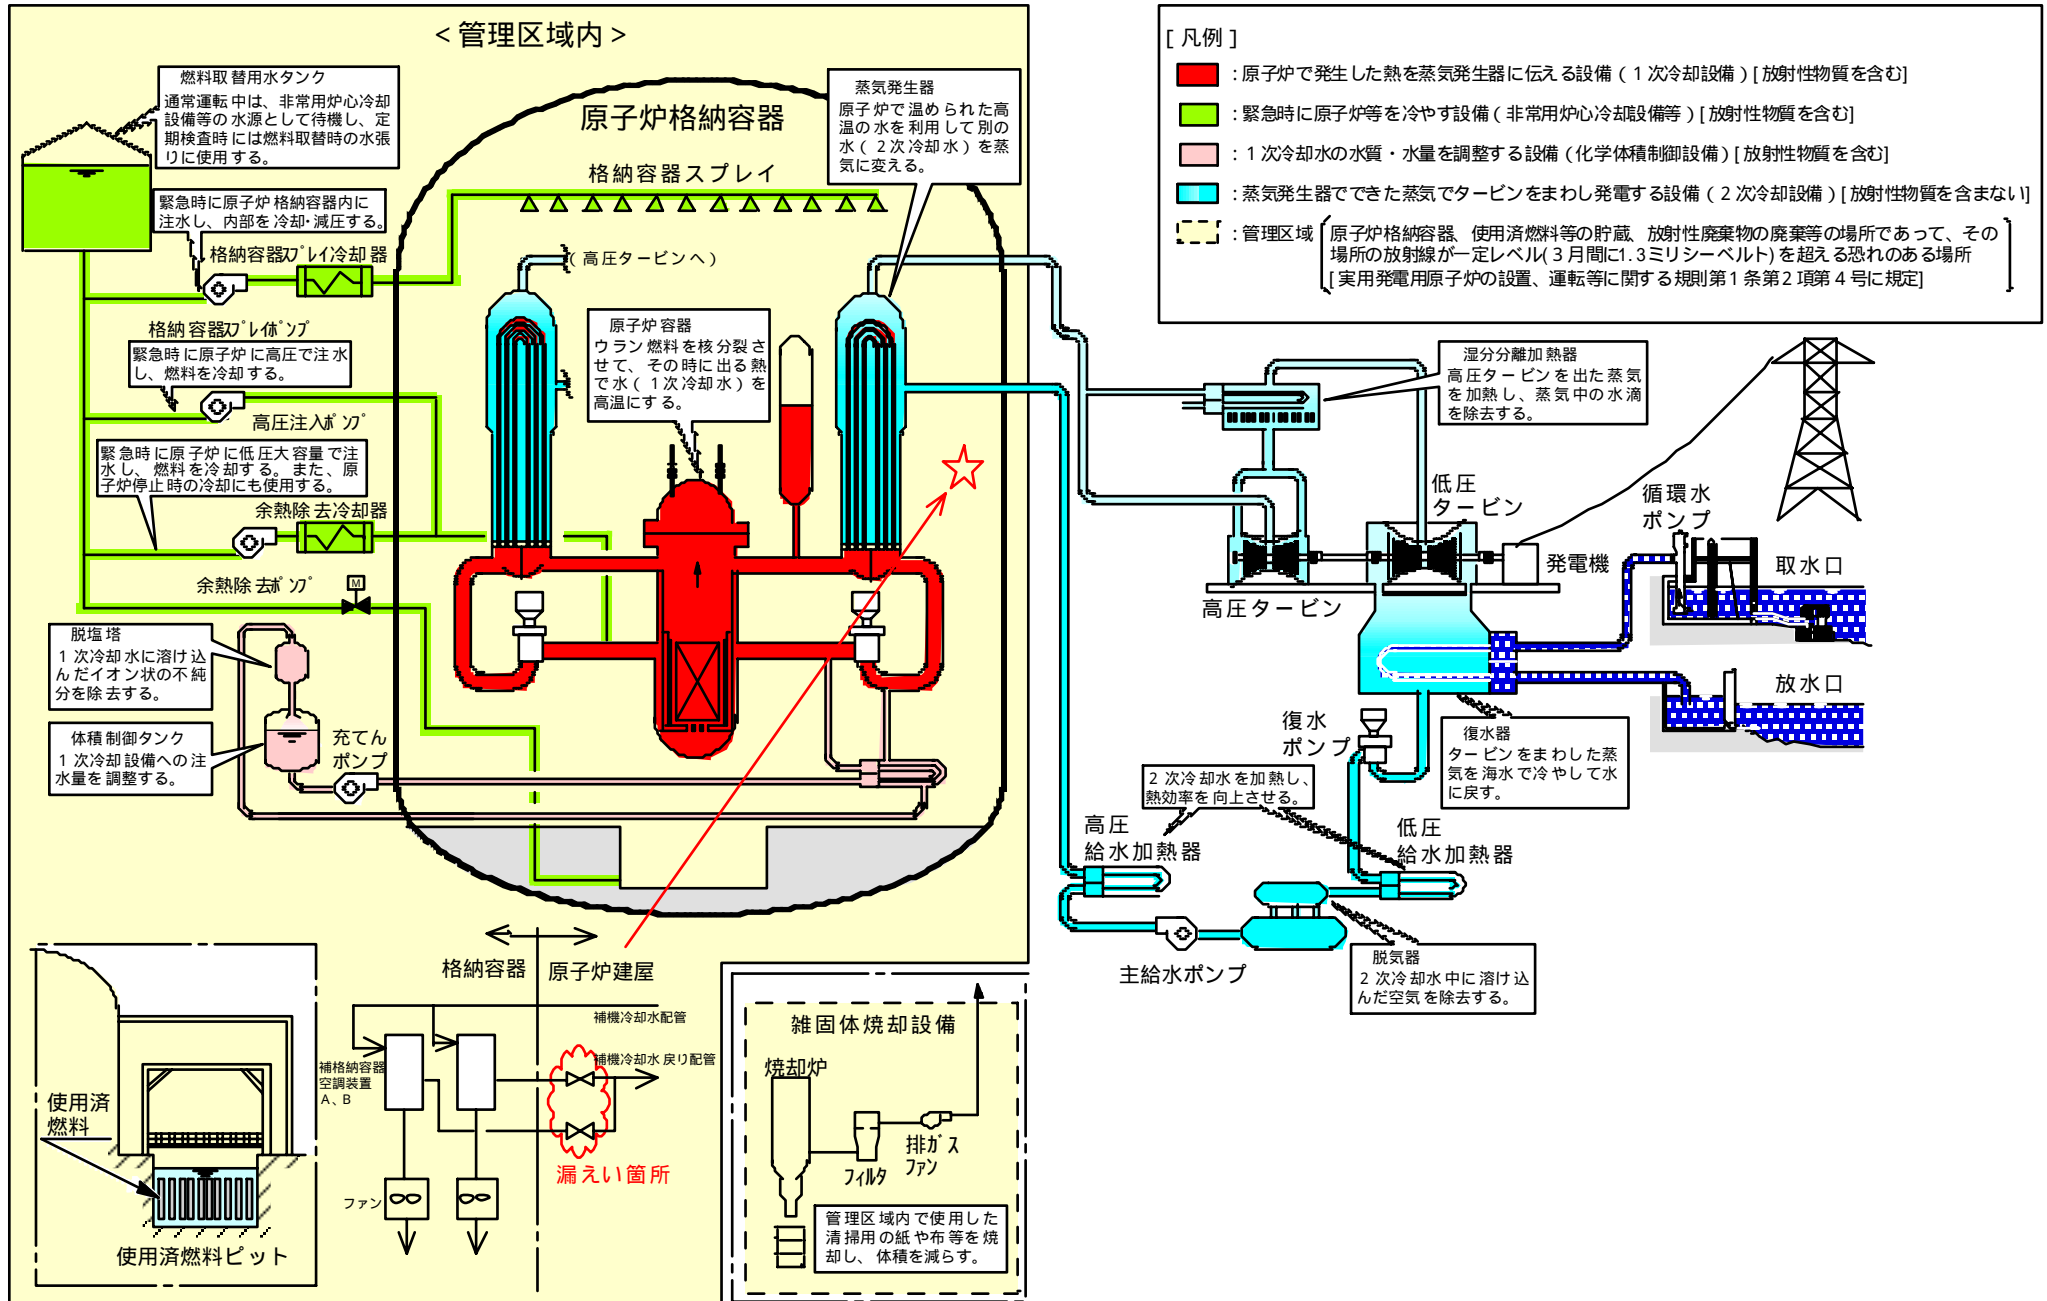 ＜管理区域内＞
燃料取替用水タンク
通常運転中は、非常用炉心冷却
設備等の水源として待機し、定
期検査時には燃料取替時の水張
りに使用する。
緊急時に原子炉格納容器内に
注水し、内部を冷却・減圧する。
格納容器ｽﾌﾟﾚｲ冷却器
格納容器ｽﾌﾟﾚｲﾎﾟﾝﾌﾟ
緊急時に原子炉に高圧で注水
し、燃料を冷却する。
高圧注入ﾎﾟﾝﾌﾟ
緊急時に原子炉に低圧大容量で注
水し、燃料を冷却する。また、原
子炉停止時の冷却にも使用する。
余熱除去冷却器
余熱除去ﾎﾟﾝﾌﾟ
M
脱塩塔
１次冷却水に溶け込
んだイオン状の不純
分を除去する。
体積制御タンク
１次冷却設備への注
水量を調整する。
充てん
ポンプ
原子炉格納容器
格納容器スプレイ
蒸気発生器
原子炉で温められた高
温の水を利用して別の
水（２次冷却水）を蒸
気に変える。
（高圧タービンへ）
原子炉容器
ウラン燃料を核分裂さ
せて、その時に出る熱
で水（１次冷却水）を
高温にする。
[凡例]
：原子炉で発生した熱を蒸気発生器に伝える設備（１次冷却設備）[放射性物質を含む]
：緊急時に原子炉等を冷やす設備（非常用炉心冷却設備等）[放射性物質を含む]
：１次冷却水の水質・水量を調整する設備（化学体積制御設備）[放射性物質を含む]
：蒸気発生器でできた蒸気でタービンをまわし発電する設備（２次冷却設備）[放射性物質を含まない]
：管理区域
原子炉格納容器、使用済燃料等の貯蔵、放射性廃棄物の廃棄等の場所であって、その
場所の放射線が一定レベル(３月間に1.3ミリシーベルト)を超える恐れのある場所
[実用発電用原子炉の設置、運転等に関する規則第１条第２項第４号に規定]
湿分分離加熱器
高圧タービンを出た蒸気
を加熱し、蒸気中の水滴
を除去する。
低圧
タービン
高圧タービン
発電機
循環水
ポンプ
取水口
放水口
復水
ポンプ
復水器
タービンをまわした蒸
気を海水で冷やして水
に戻す。
２次冷却水を加熱し、
熱効率を向上させる。
高圧
給水加熱器
低圧
給水加熱器
主給水ポンプ
脱気器
２次冷却水中に溶け込
んだ空気を除去する。
使用済
燃料
使用済燃料ピット
格納容器
原子炉建屋
補機冷却水配管
補機冷却水戻り配管
補格納容器
空調装置
A、B
漏えい箇所
ファン
雑固体焼却設備
焼却炉
フィルタ
排ガス
ファン
管理区域内で使用した
清掃用の紙や布等を焼
却し、体積を減らす。